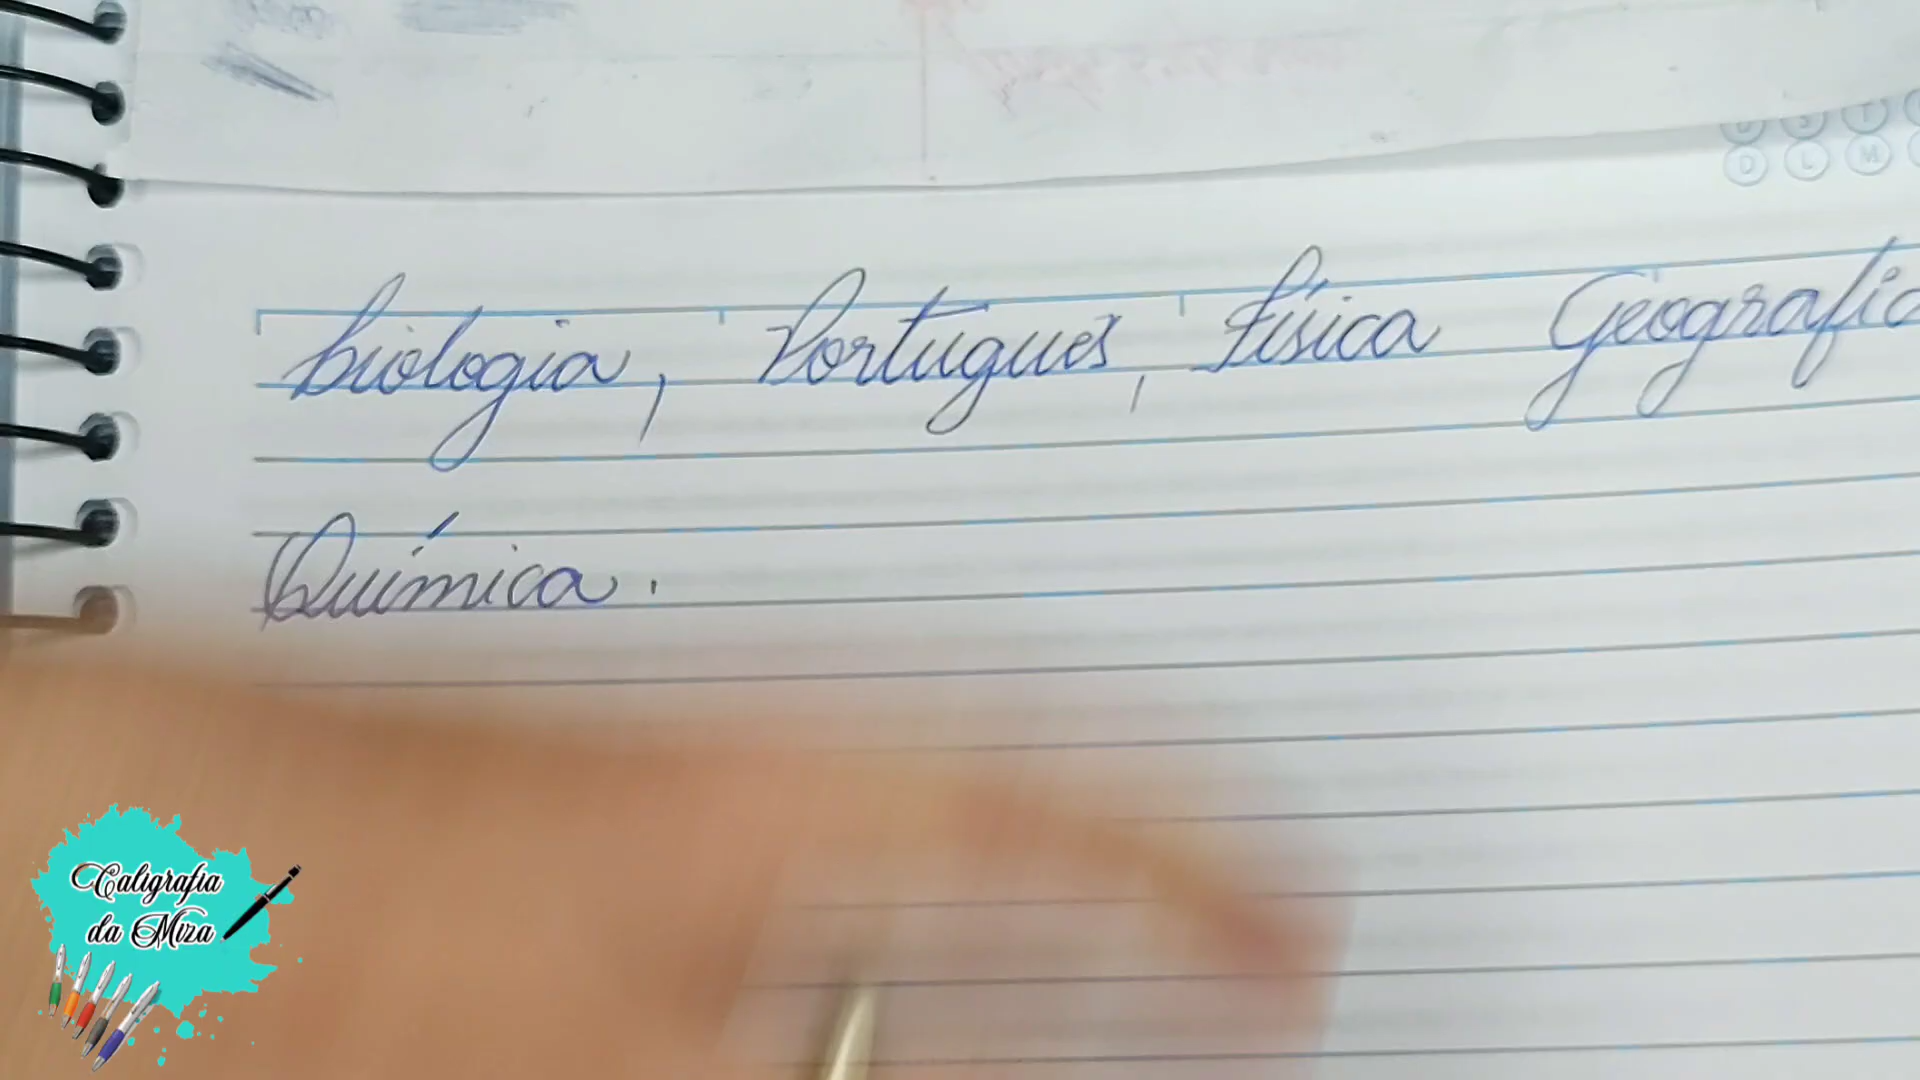 D S T
D L M
biologia, Português, Física Geografia
Química.
Caligrafia
da Miza